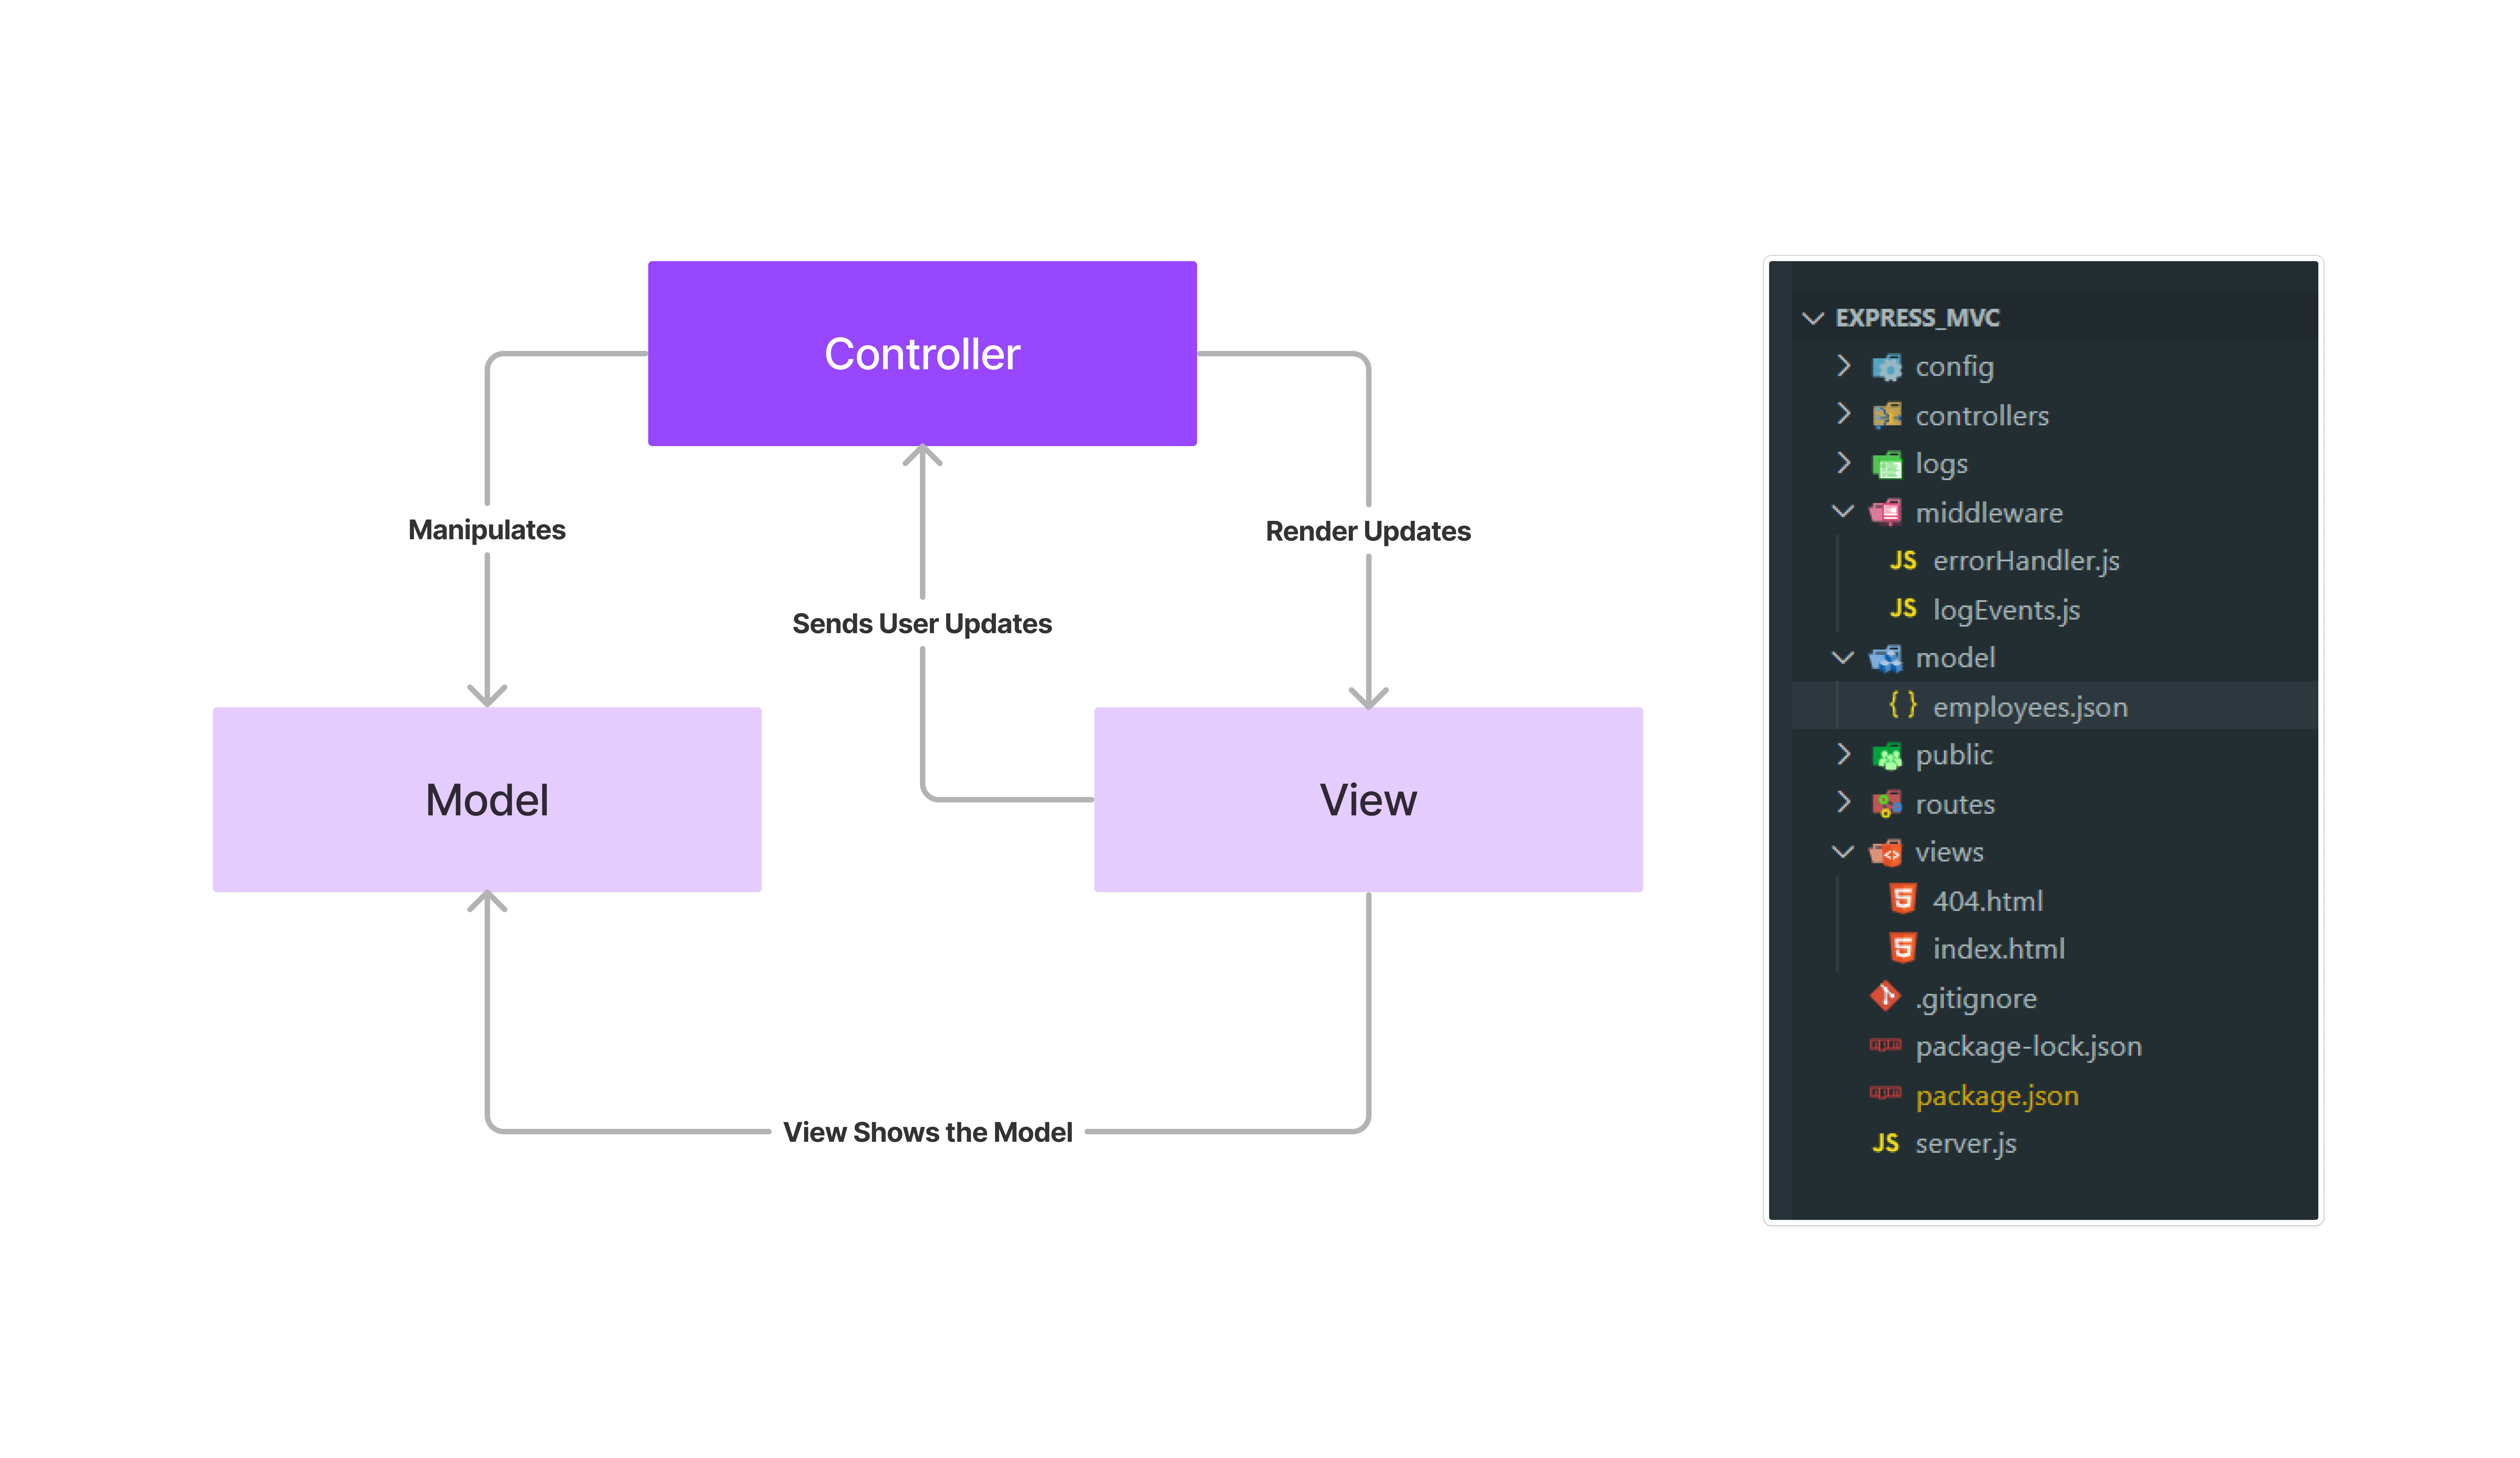 Controller
Manipulates
Render Updates
Sends User Updates
Model
View
View Shows the Model
EXPRESS_MVC
config
controllers
logs
middleware
JS errorHandler.js
JS logEvents.js
model
{ } employees.json
public
routes
views
404.html
index.html
.gitignore
npm package-lock.json
npm package.json
JS server.js